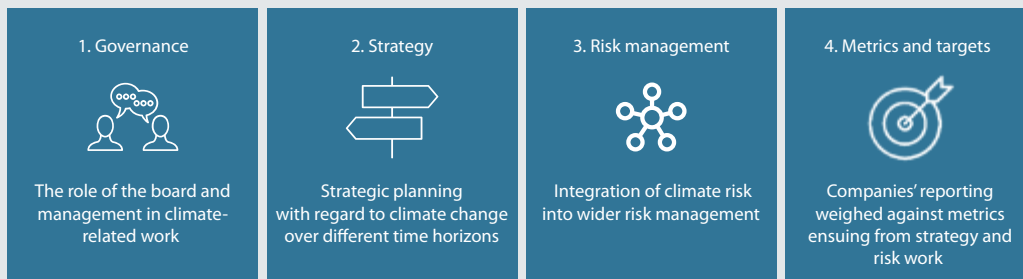 1. Governance
The role of the board and
management in climate-
related work
2. Strategy
Strategic planning
with regard to climate change
over different time horizons
3. Risk management
Integration of climate risk
into wider risk management
4. Metrics and targets
Companies’ reporting
weighed against metrics
ensuing from strategy and
risk work